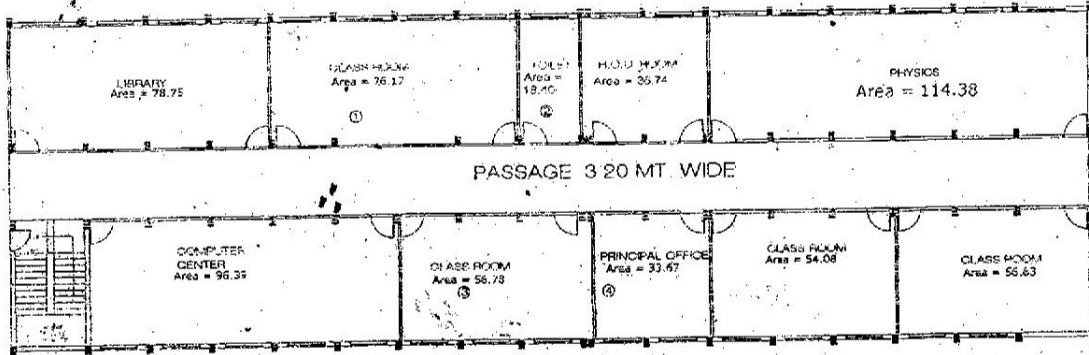 LIBRARY
Area = 78.75
CLASS ROOM
Area = 76.17
①
TOILET
Area =
18.40
②
H.O.D ROOM
Area = 36.74
PHYSICS
Area = 114.38
PASSAGE 3.20 MT. WIDE
COMPUTER
CENTER
Area = 96.39
CLASS ROOM
Area = 56.78
③
PRINCIPAL OFFICE
Area = 33.67
④
CLASS ROOM
Area = 54.08
CLASS ROOM
Area = 56.63